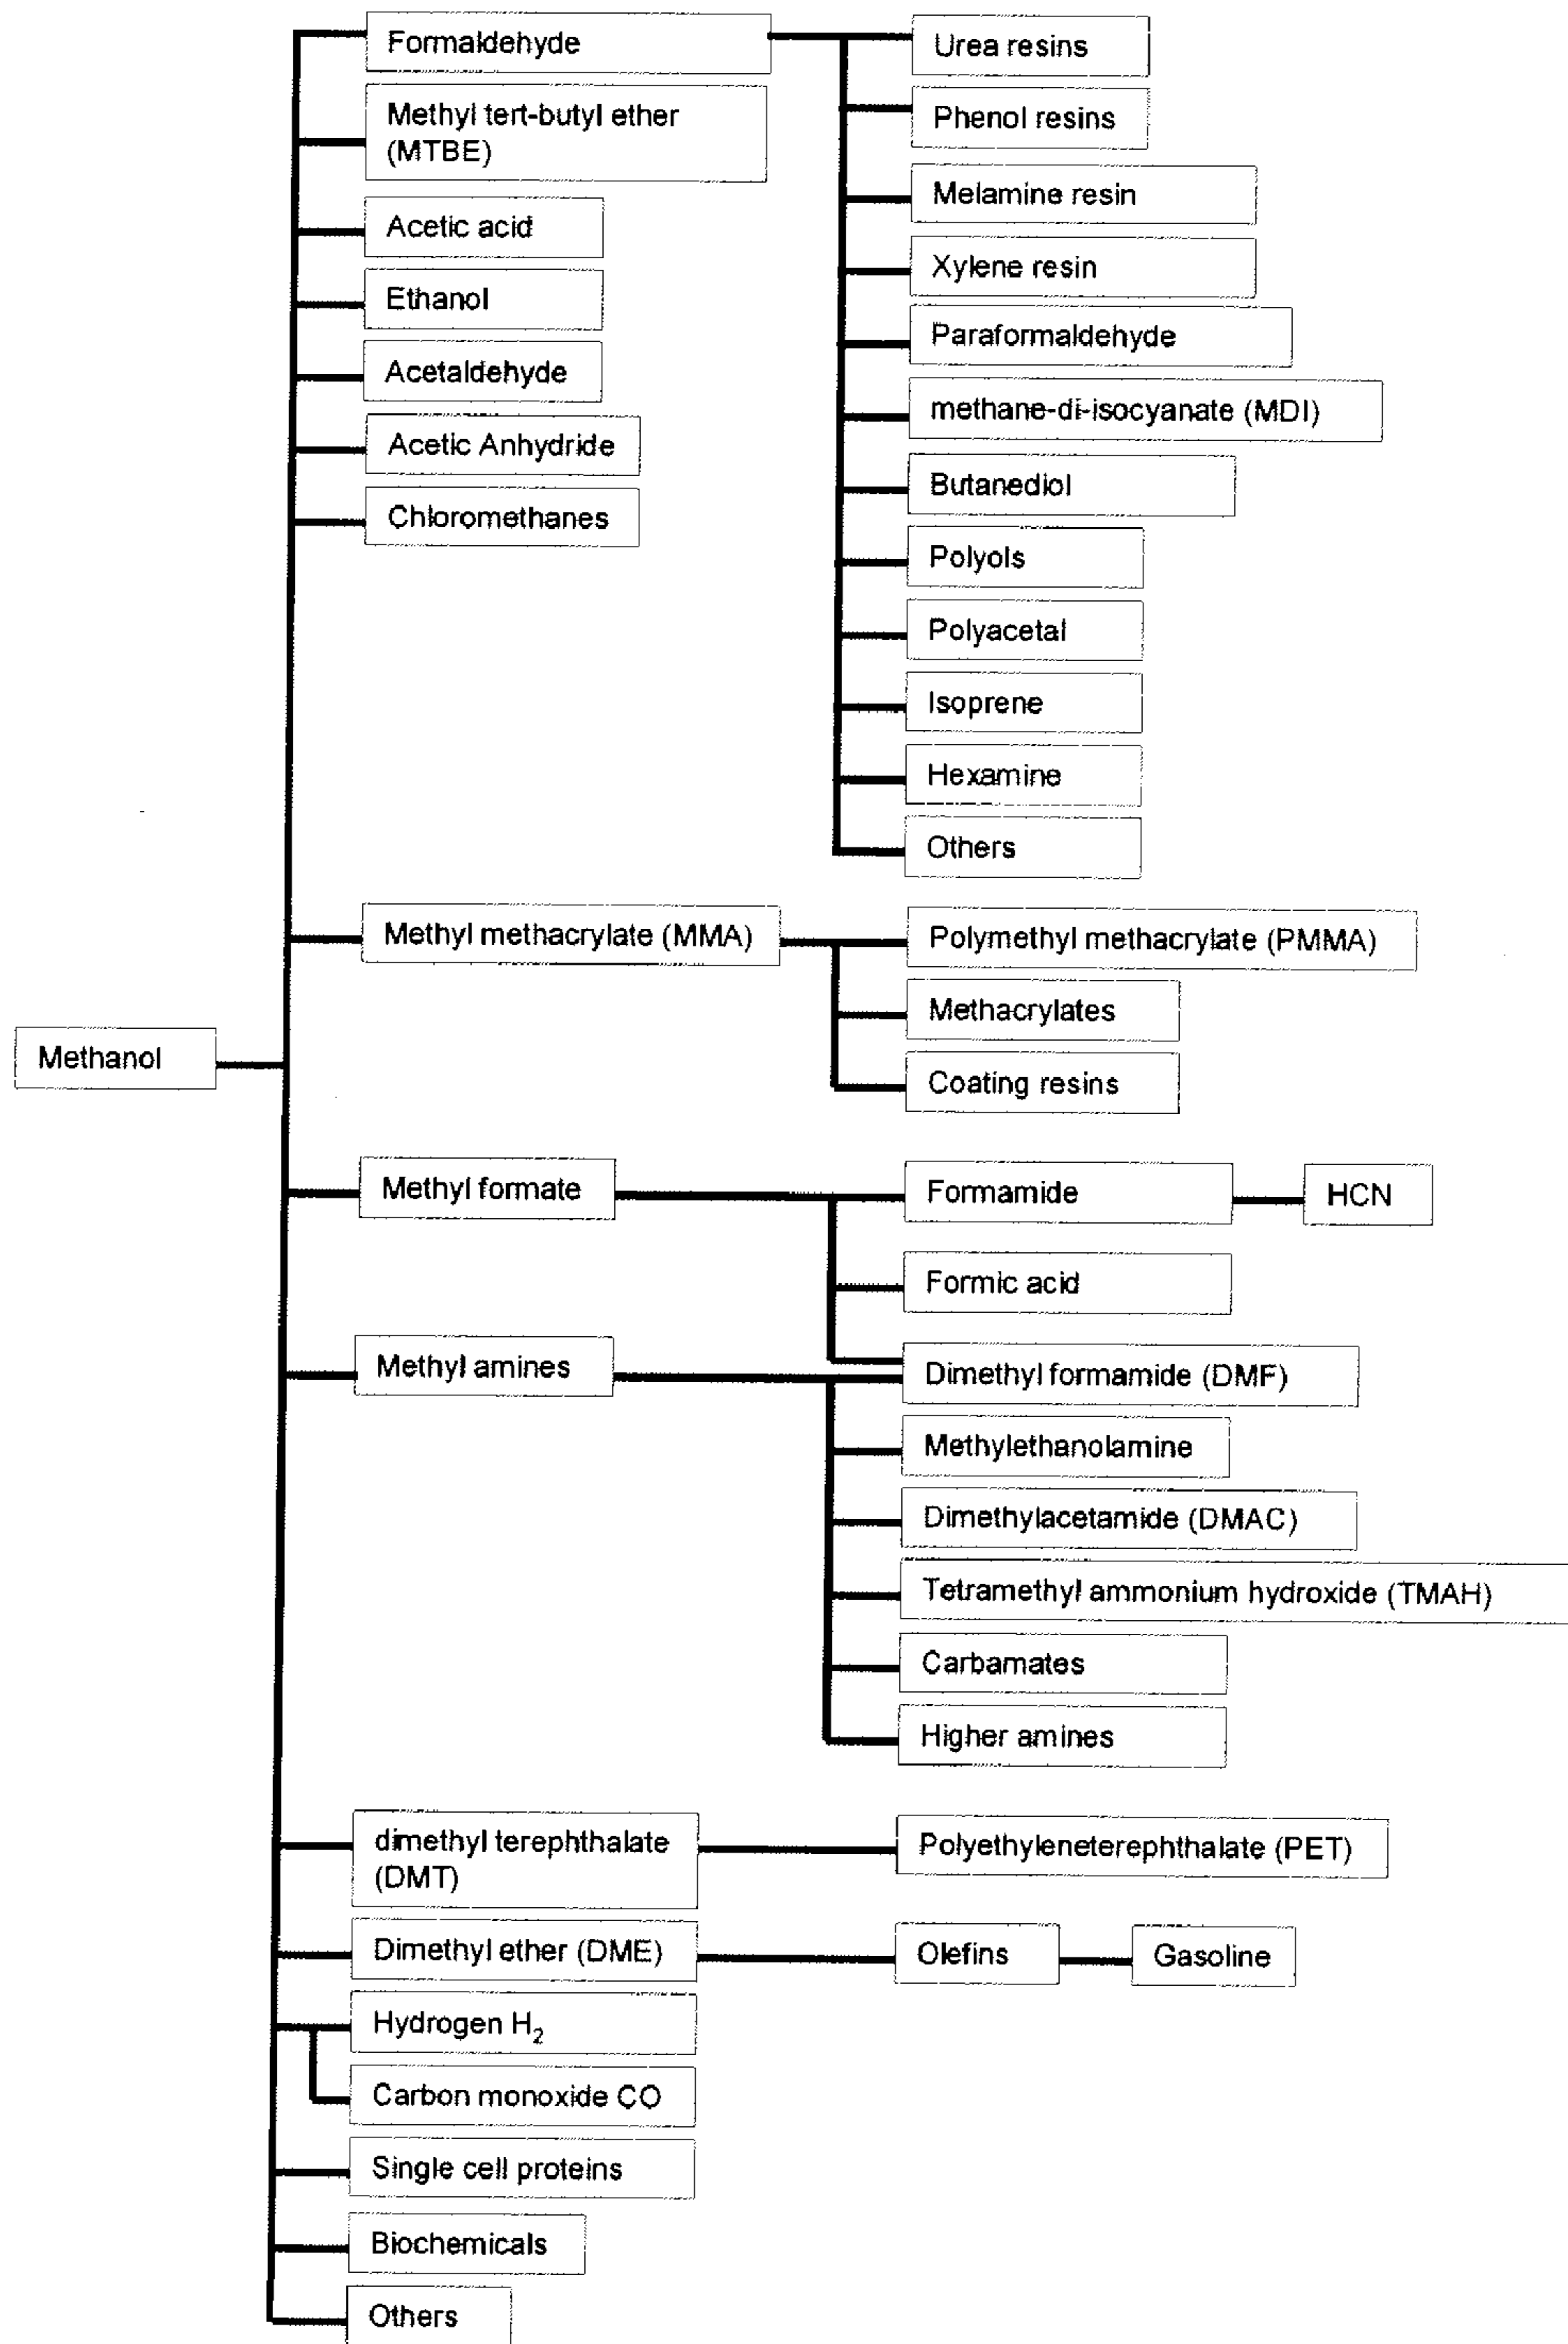 Formaldehyde
Urea resins
Methyl tert-butyl ether
(MTBE)
Phenol resins
Melamine resin
Acetic acid
Xylene resin
Ethanol
Paraformaldehyde
Acetaldehyde
methane-di-isocyanate (MDI)
Acetic Anhydride
Butanediol
Chloromethanes
Polyols
Polyacetal
Isoprene
Hexamine
Others
Methyl methacrylate (MMA)
Polymethyl methacrylate (PMMA)
Methacrylates
Methanol
Coating resins
Methyl formate
Formamide
HCN
Formic acid
Methyl amines
Dimethyl formamide (DMF)
Methylethanolamine
Dimethylacetamide (DMAC)
Tetramethyl ammonium hydroxide (TMAH)
Carbamates
Higher amines
dimethyl terephthalate
(DMT)
Polyethyleneterephthalate (PET)
Dimethyl ether (DME)
Olefins
Gasoline
Hydrogen H₂
Carbon monoxide CO
Single cell proteins
Biochemicals
Others